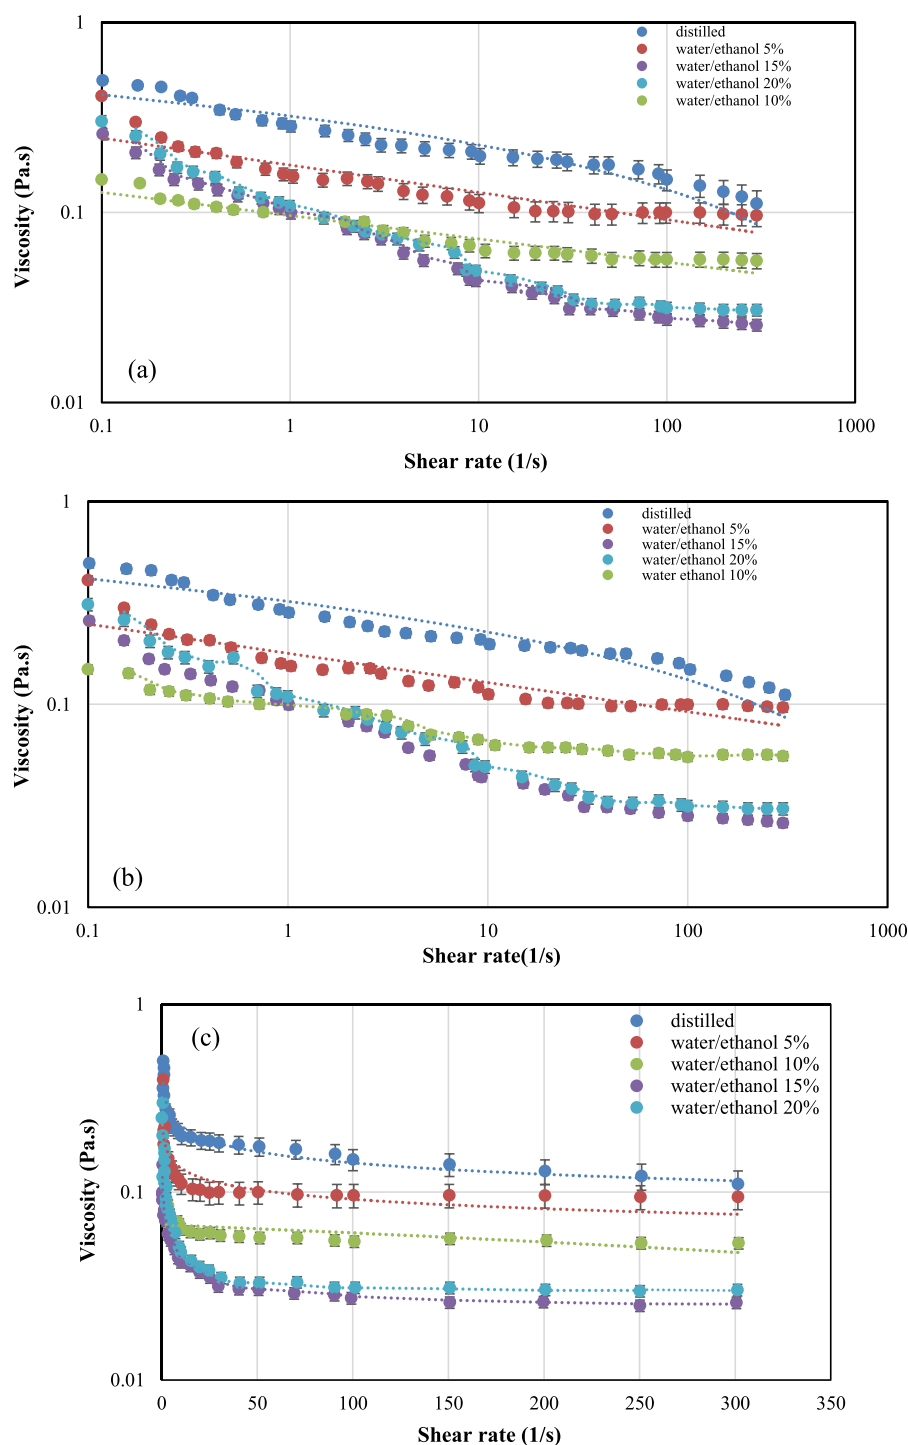 1
distilled
water/ethanol 5%
water/ethanol 15%
water/ethanol 20%
water/ethanol 10%
Viscosity (Pa.s)
0.1
(a)
0.01
0.1 1 10 100 1000
Shear rate (1/s)
1
distilled
water/ethanol 5%
water/ethanol 15%
water/ethanol 20%
water ethanol 10%
Viscosity (Pa.s)
0.1
(b)
0.01
0.1 1 10 100 1000
Shear rate(1/s)
1
(c)
distilled
water/ethanol 5%
water/ethanol 10%
water/ethanol 15%
water/ethanol 20%
Viscosity (Pa.s)
0.1
0.01
0 50 100 150 200 250 300 350
Shear rate (1/s)